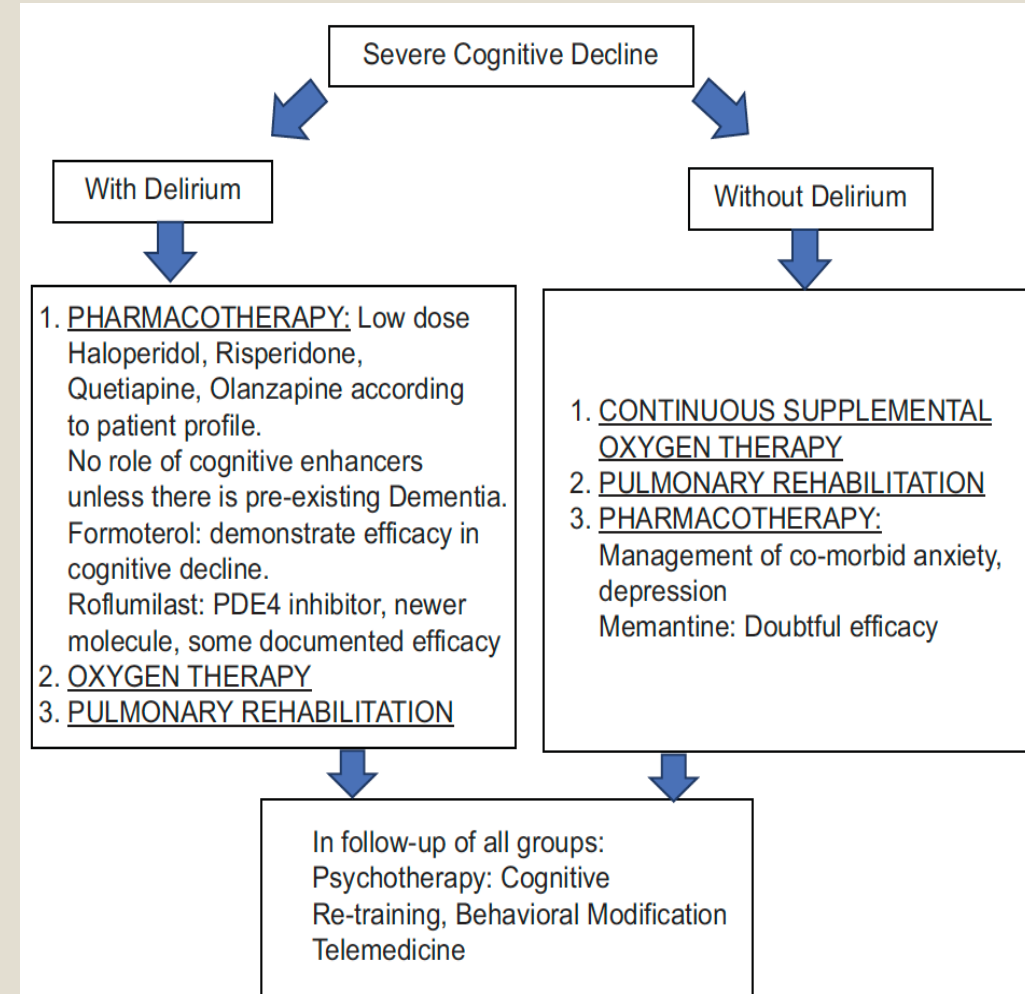 Severe Cognitive Decline
With Delirium
Without Delirium
1. PHARMACOTHERAPY: Low dose
Haloperidol, Risperidone,
Quetiapine, Olanzapine according
to patient profile.
No role of cognitive enhancers
unless there is pre-existing Dementia.
Formoterol: demonstrate efficacy in
cognitive decline.
Roflumilast: PDE4 inhibitor, newer
molecule, some documented efficacy
2. OXYGEN THERAPY
3. PULMONARY REHABILITATION
1. CONTINUOUS SUPPLEMENTAL
OXYGEN THERAPY
2. PULMONARY REHABILITATION
3. PHARMACOTHERAPY:
Management of co-morbid anxiety,
depression
Memantine: Doubtful efficacy
In follow-up of all groups:
Psychotherapy: Cognitive
Re-training, Behavioral Modification
Telemedicine